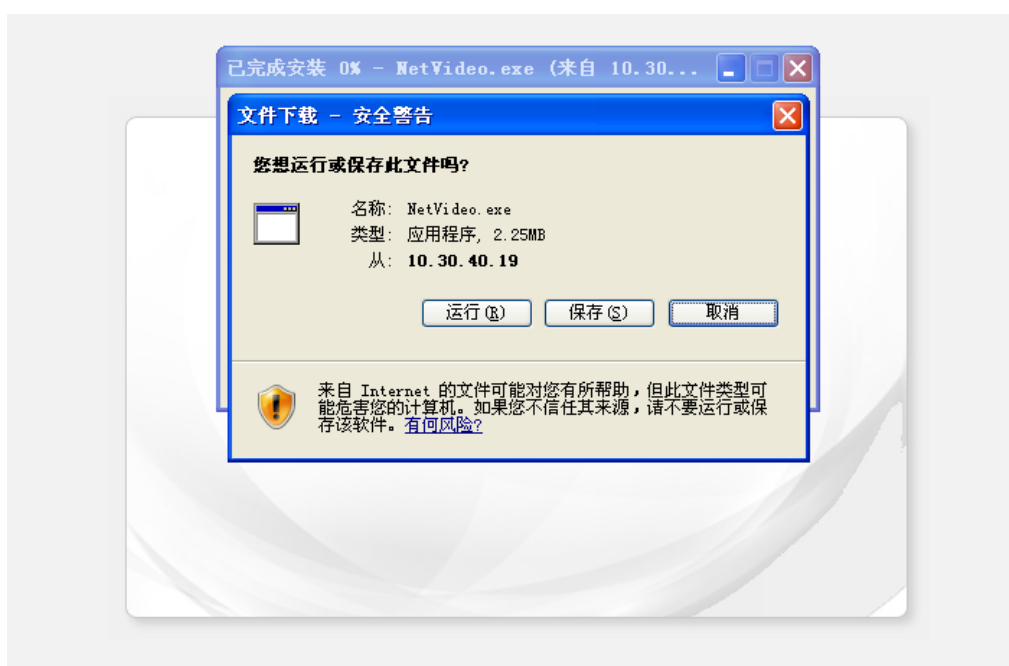 已完成安装 0% - NetVideo.exe (来自 10.30...
文件下载 - 安全警告
您想运行或保存此文件吗?
名称: NetVideo.exe
类型: 应用程序, 2.25MB
从: 10.30.40.19
运行(R) 保存(S) 取消
来自 Internet 的文件可能对您有所帮助，但此文件类型可
能危害您的计算机。如果您不信任其来源，请不要运行或保
存该软件。有何风险?